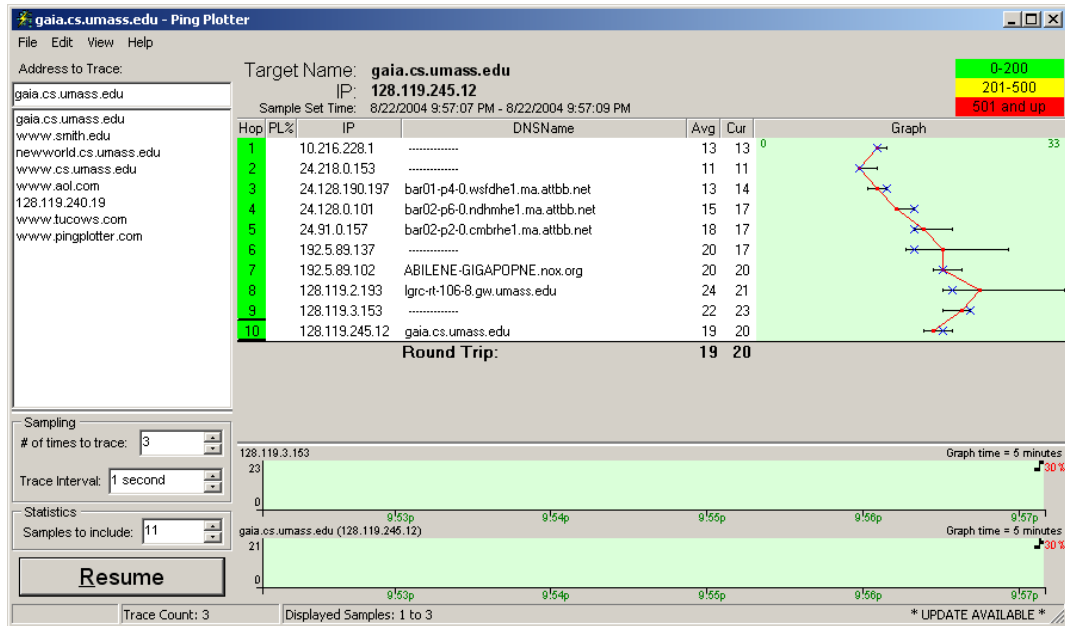 gaia.cs.umass.edu - Ping Plotter
File Edit View Help
Address to Trace:
gaia.cs.umass.edu
gaia.cs.umass.edu
www.smith.edu
newworld.cs.umass.edu
www.cs.umass.edu
www.aol.com
128.119.240.19
www.tucows.com
www.pingplotter.com
Target Name: gaia.cs.umass.edu
IP: 128.119.245.12
Sample Set Time: 8/22/2004 9:57:07 PM - 8/22/2004 9:57:09 PM
0-200
201-500
501 and up
Hop PL% IP DNSName Avg Cur Graph
0 33
1 10.216.228.1 ------------- 13 13
2 24.218.0.153 ------------- 11 11
3 24.128.190.197 bar01-p4-0.wsfdhe1.ma.attbb.net 13 14
4 24.128.0.101 bar02-p6-0.ndhmhe1.ma.attbb.net 15 17
5 24.91.0.157 bar02-p2-0.cmbrhe1.ma.attbb.net 18 17
6 192.5.89.137 ------------- 20 17
7 192.5.89.102 ABILENE-GIGAPOPNE.nox.org 20 20
8 128.119.2.193 lgrc-rt-106-8.gw.umass.edu 24 21
9 128.119.3.153 ------------- 22 23
10 128.119.245.12 gaia.cs.umass.edu 19 20
Round Trip: 19 20
Sampling
# of times to trace: 3
Trace Interval: 1 second
Statistics
Samples to include: 11
Resume
128.119.3.153 Graph time = 5 minutes
23 30%
0
9:53p 9:54p 9:55p 9:56p 9:57p
gaia.cs.umass.edu (128.119.245.12) Graph time = 5 minutes
21 30%
0
9:53p 9:54p 9:55p 9:56p 9:57p
Trace Count: 3 Displayed Samples: 1 to 3 * UPDATE AVAILABLE *